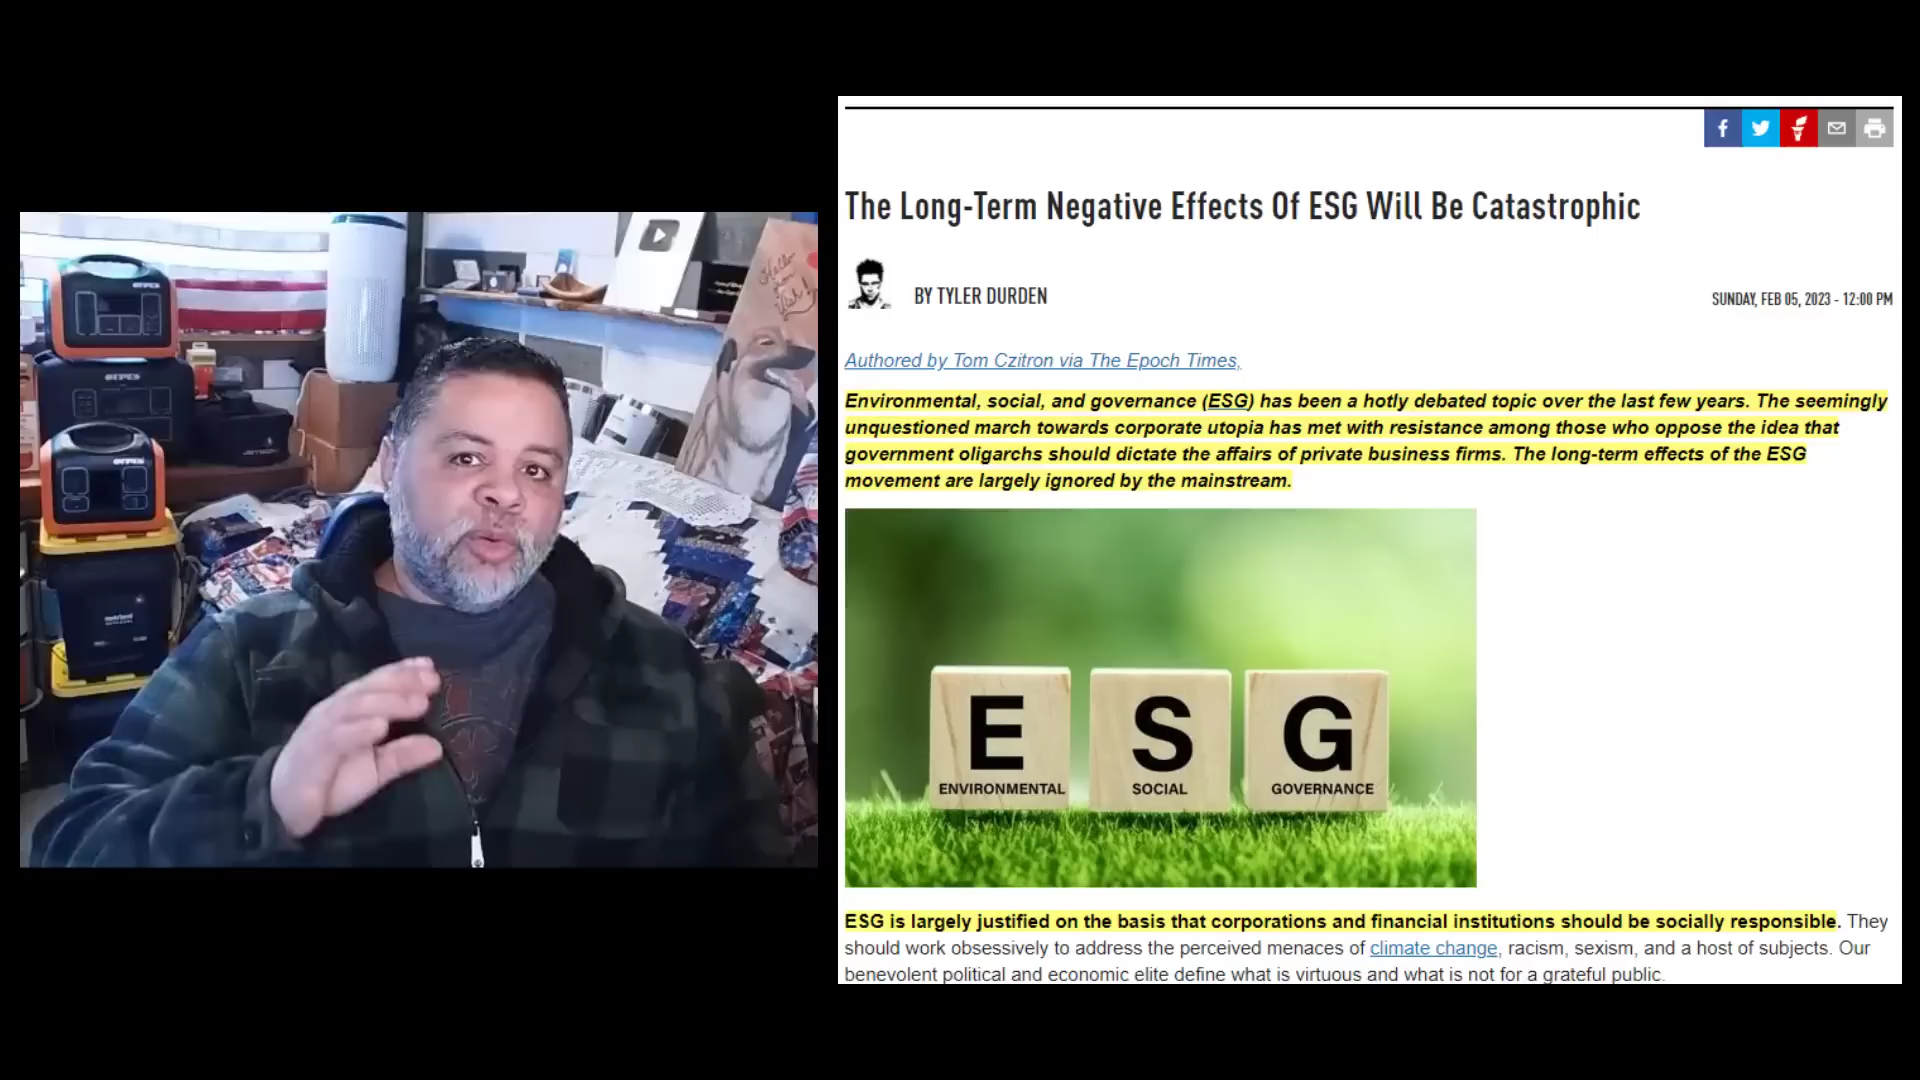 Hello
The Long-Term Negative Effects Of ESG Will Be Catastrophic
BY TYLER DURDEN
SUNDAY, FEB 05, 2023 - 12:00 PM
Authored by Tom Czitron via The Epoch Times,
Environmental, social, and governance (ESG) has been a hotly debated topic over the last few years. The seemingly
unquestioned march towards corporate utopia has met with resistance among those who oppose the idea that
government oligarchs should dictate the affairs of private business firms. The long-term effects of the ESG
movement are largely ignored by the mainstream.
E S G
ENVIRONMENTAL SOCIAL GOVERNANCE
ESG is largely justified on the basis that corporations and financial institutions should be socially responsible. They
should work obsessively to address the perceived menaces of climate change, racism, sexism, and a host of subjects. Our
benevolent political and economic elite define what is virtuous and what is not for a grateful public.